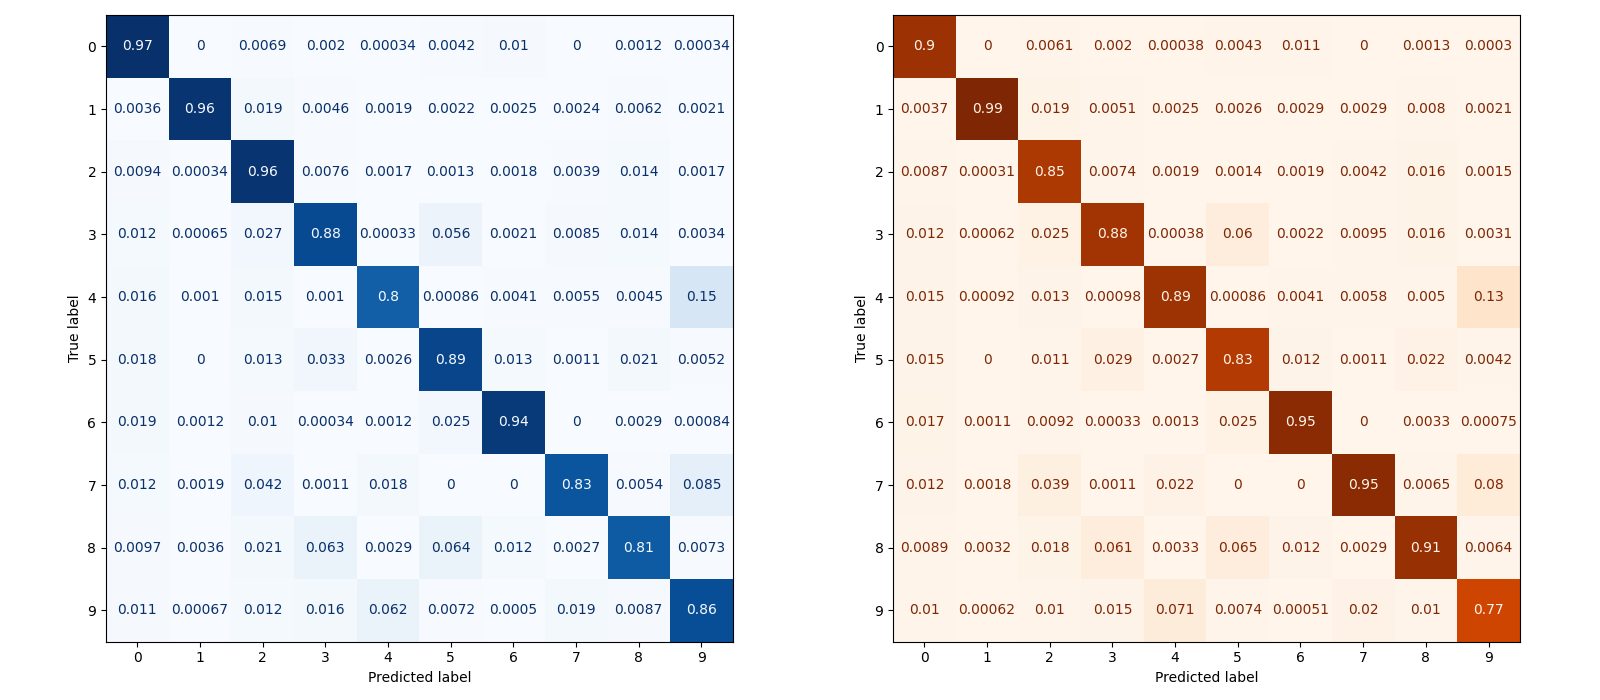 0 0.97 0 0.0069 0.002 0.00034 0.0042 0.01 0 0.0012 0.00034
1 0.0036 0.96 0.019 0.0046 0.0019 0.0022 0.0025 0.0024 0.0062 0.0021
2 0.0094 0.00034 0.96 0.0076 0.0017 0.0013 0.0018 0.0039 0.014 0.0017
3 0.012 0.00065 0.027 0.88 0.00033 0.056 0.0021 0.0085 0.014 0.0034
4 0.016 0.001 0.015 0.001 0.8 0.00086 0.0041 0.0055 0.0045 0.15
5 0.018 0 0.013 0.033 0.0026 0.89 0.013 0.0011 0.021 0.0052
6 0.019 0.0012 0.01 0.00034 0.0012 0.025 0.94 0 0.0029 0.00084
7 0.012 0.0019 0.042 0.0011 0.018 0 0 0.83 0.0054 0.085
8 0.0097 0.0036 0.021 0.063 0.0029 0.064 0.012 0.0027 0.81 0.0073
9 0.011 0.00067 0.012 0.016 0.062 0.0072 0.0005 0.019 0.0087 0.86
0 1 2 3 4 5 6 7 8 9
Predicted label
True label
0 0.9 0 0.0061 0.002 0.00038 0.0043 0.011 0 0.0013 0.0003
1 0.0037 0.99 0.019 0.0051 0.0025 0.0026 0.0029 0.0029 0.008 0.0021
2 0.0087 0.00031 0.85 0.0074 0.0019 0.0014 0.0019 0.0042 0.016 0.0015
3 0.012 0.00062 0.025 0.88 0.00038 0.06 0.0022 0.0095 0.016 0.0031
4 0.015 0.00092 0.013 0.00098 0.89 0.00086 0.0041 0.0058 0.005 0.13
5 0.015 0 0.011 0.029 0.0027 0.83 0.012 0.0011 0.022 0.0042
6 0.017 0.0011 0.0092 0.00033 0.0013 0.025 0.95 0 0.0033 0.00075
7 0.012 0.0018 0.039 0.0011 0.022 0 0 0.95 0.0065 0.08
8 0.0089 0.0032 0.018 0.061 0.0033 0.065 0.012 0.0029 0.91 0.0064
9 0.01 0.00062 0.01 0.015 0.071 0.0074 0.00051 0.02 0.01 0.77
0 1 2 3 4 5 6 7 8 9
Predicted label
True label